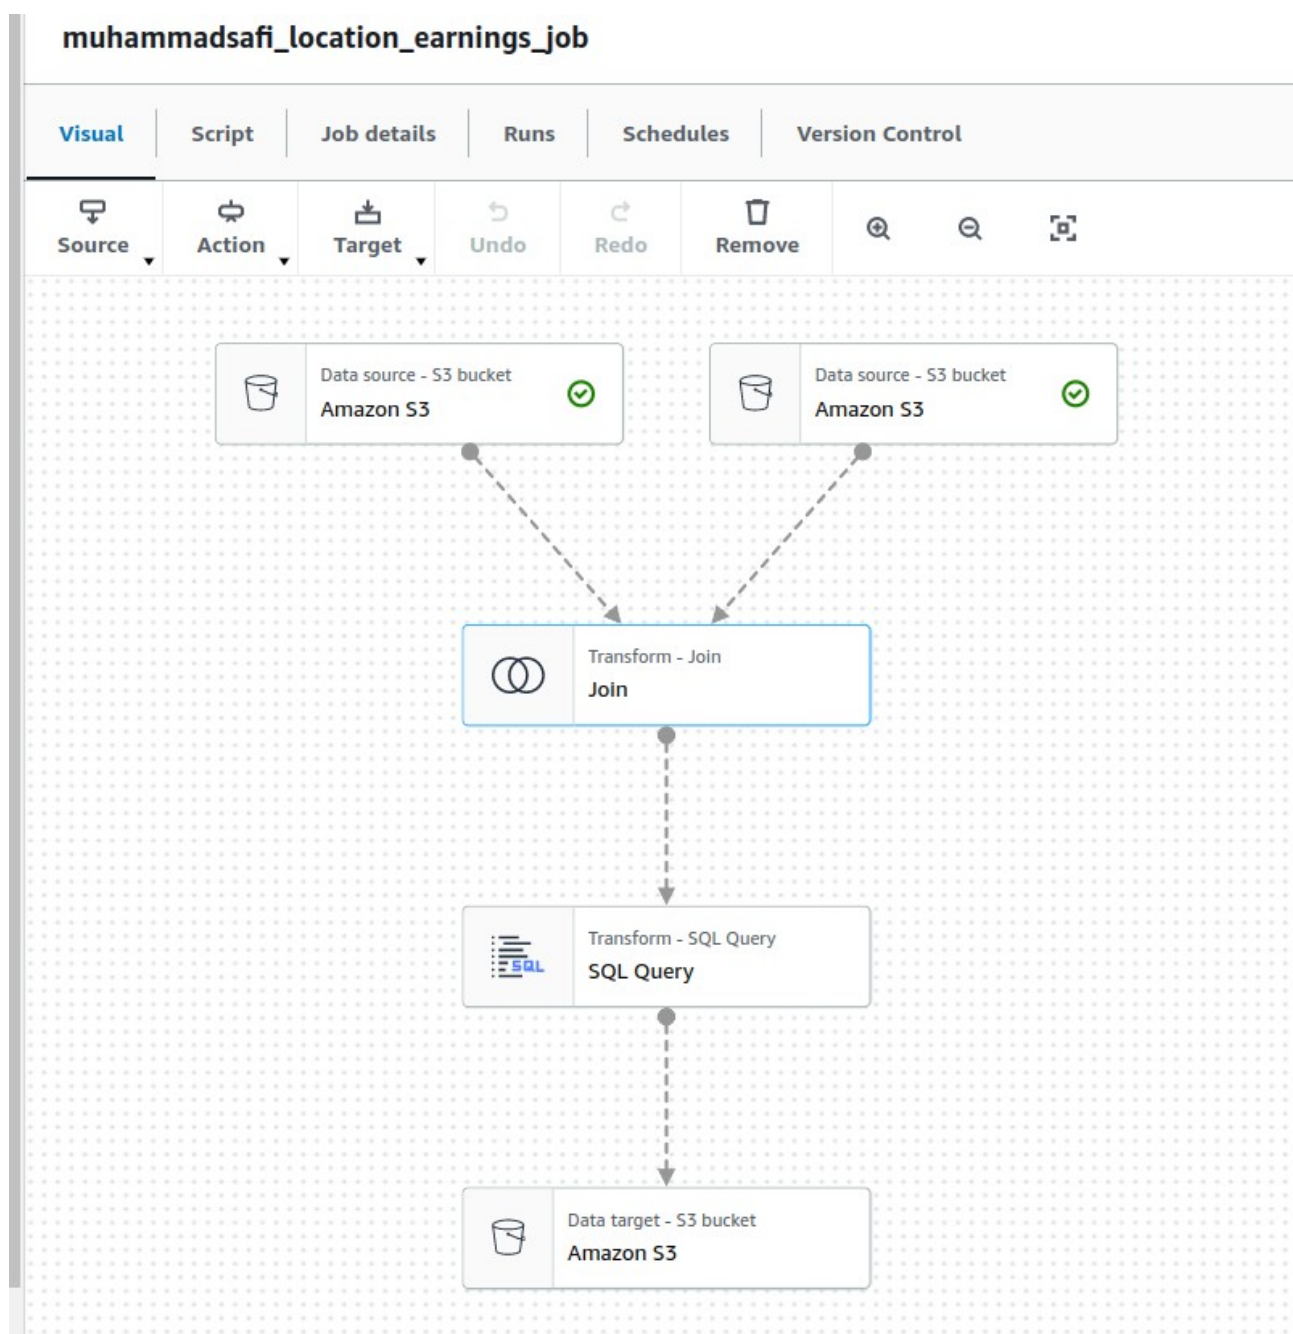 muhammadsafi_location_earnings_job
Visual Script Job details Runs Schedules Version Control
Source Action Target Undo Redo Remove
Data source - S3 bucket
Amazon S3
Data source - S3 bucket
Amazon S3
Transform - Join
Join
Transform - SQL Query
SQL
SQL Query
Data target - S3 bucket
Amazon S3